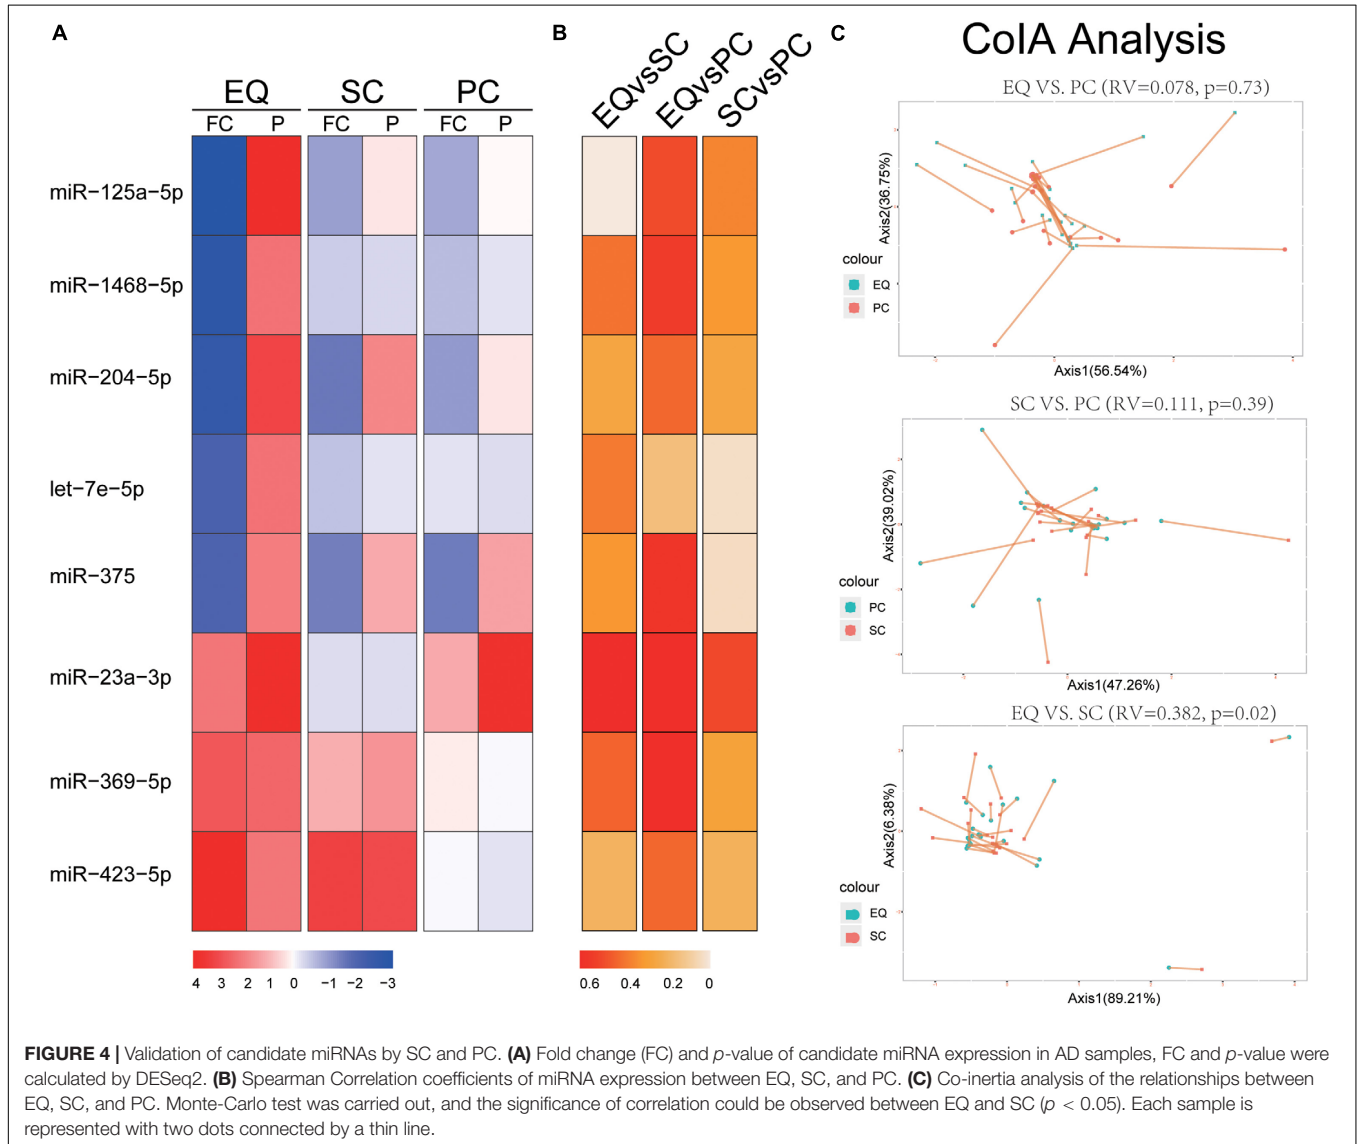 A
EQ
SC
PC
FC
P
FC
P
FC
P
miR−125a−5p
miR−1468−5p
miR−204−5p
let−7e−5p
miR−375
miR−23a−3p
miR−369−5p
miR−423−5p
4 3 2 1 0 −1 −2 −3
B
EQvsSC
EQvsPC
SCvsPC
0.6 0.4 0.2 0
C
CoIA Analysis
EQ VS. PC (RV=0.078, p=0.73)
Axis2(36.75%)
colour
EQ
PC
Axis1(56.54%)
SC VS. PC (RV=0.111, p=0.39)
Axis2(39.02%)
colour
PC
SC
Axis1(47.26%)
EQ VS. SC (RV=0.382, p=0.02)
Axis2(6.38%)
colour
EQ
SC
Axis1(89.21%)
FIGURE 4 | Validation of candidate miRNAs by SC and PC. (A) Fold change (FC) and p-value of candidate miRNA expression in AD samples, FC and p-value were
calculated by DESeq2. (B) Spearman Correlation coefficients of miRNA expression between EQ, SC, and PC. (C) Co-inertia analysis of the relationships between
EQ, SC, and PC. Monte-Carlo test was carried out, and the significance of correlation could be observed between EQ and SC (p < 0.05). Each sample is
represented with two dots connected by a thin line.